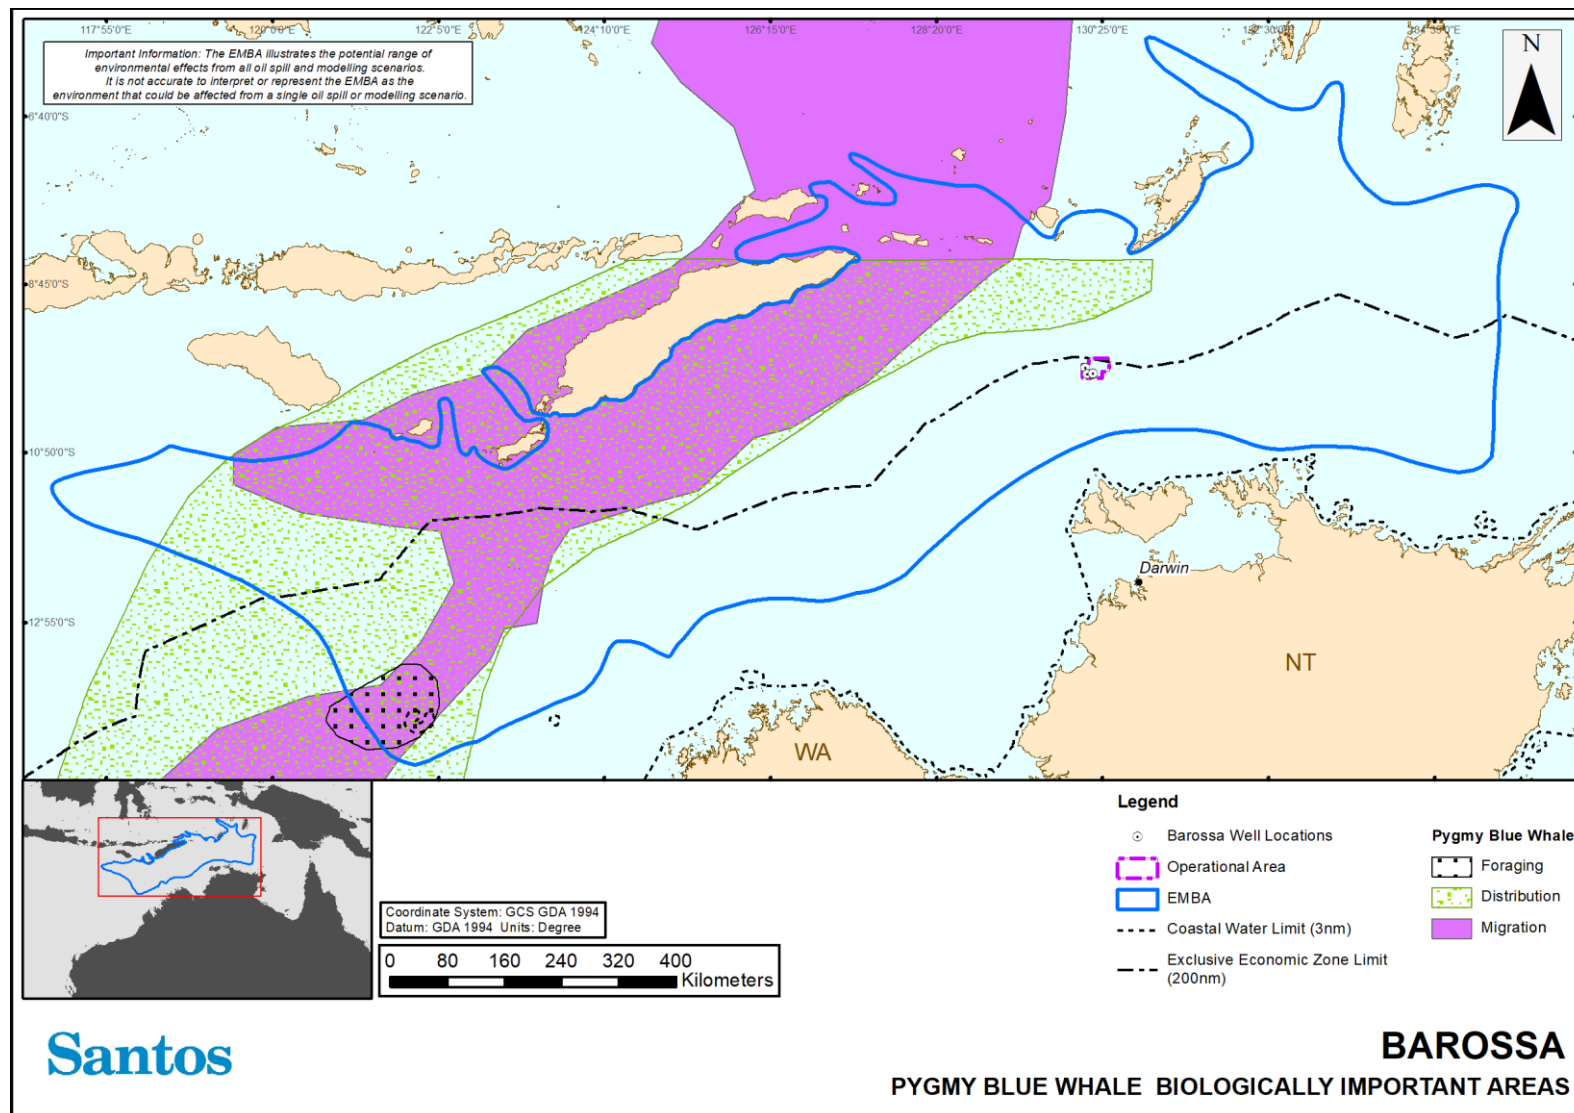 117°55'0"E 120°0'0"E 122°5'0"E 124°10'0"E 126°15'0"E 128°20'0"E 130°25'0"E
Important Information: The EMBA illustrates the potential range of
environmental effects from all oil spill and modelling scenarios.
It is not accurate to interpret or represent the EMBA as the
environment that could be affected from a single oil spill or modelling scenario.
N
6°40'0"S
8°45'0"S
10°50'0"S
12°55'0"S
Darwin
NT
WA
Legend
Barossa Well Locations
Operational Area
EMBA
Coastal Water Limit (3nm)
Exclusive Economic Zone Limit
(200nm)
Pygmy Blue Whale
Foraging
Distribution
Migration
Coordinate System: GCS GDA 1994
Datum: GDA 1994 Units: Degree
0 80 160 240 320 400
Kilometers
Santos
BAROSSA
PYGMY BLUE WHALE BIOLOGICALLY IMPORTANT AREAS